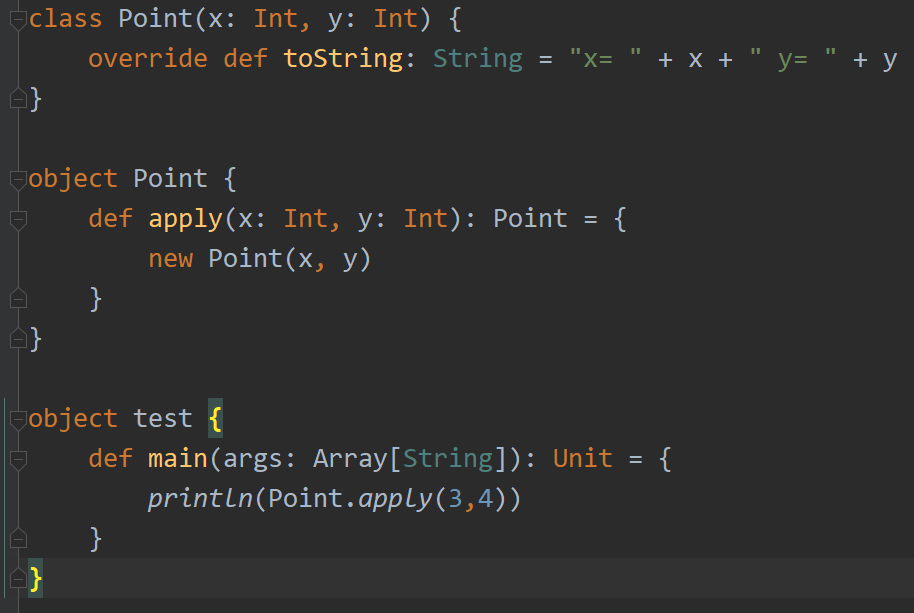 class Point(x: Int, y: Int) {
    override def toString: String = "x= " + x + " y= " + y
}
object Point {
    def apply(x: Int, y: Int): Point = {
        new Point(x, y)
    }
}
object test {
    def main(args: Array[String]): Unit = {
        println(Point.apply(3,4))
    }
}